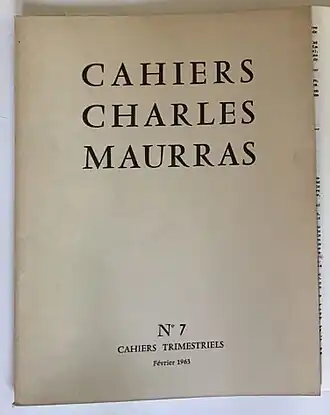 CAHIERS
CHARLES
MAURRAS
N° 7
CAHIERS TRIMESTRIELS
Février 1963